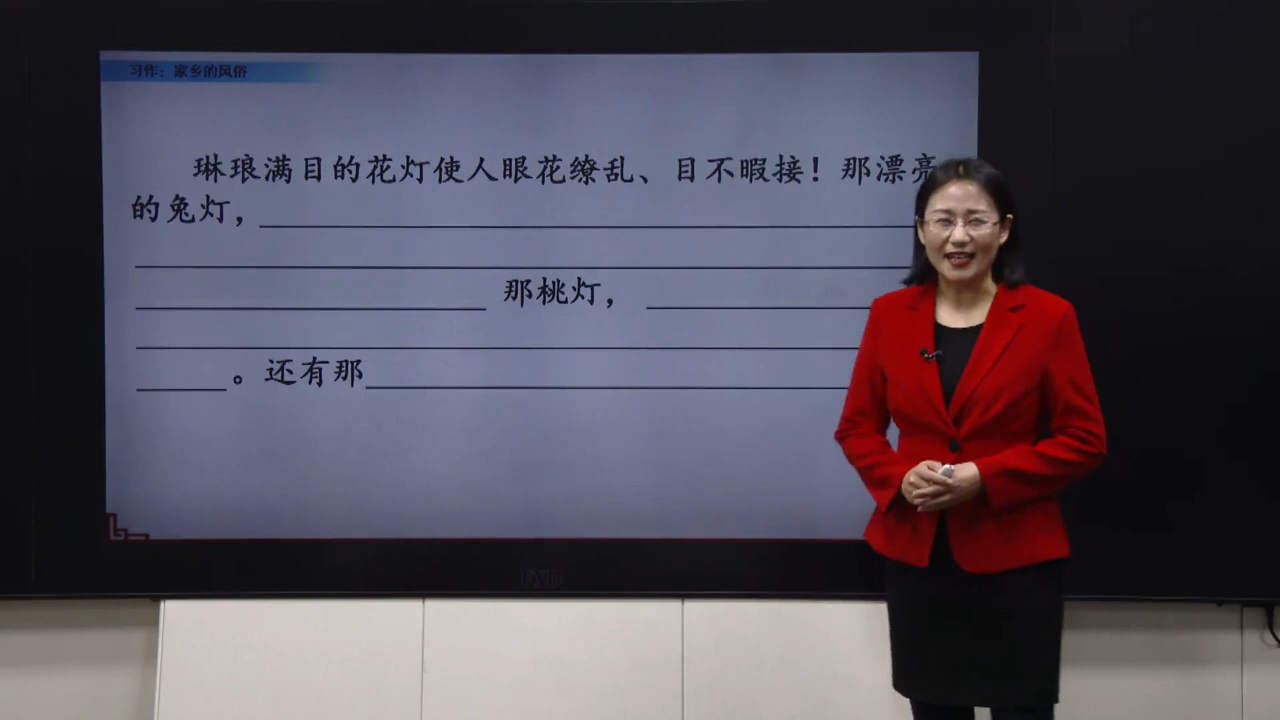 习作：家乡的风俗
琳琅满目的花灯使人眼花缭乱、目不暇接！那漂亮
的兔灯，
那桃灯，
。还有那